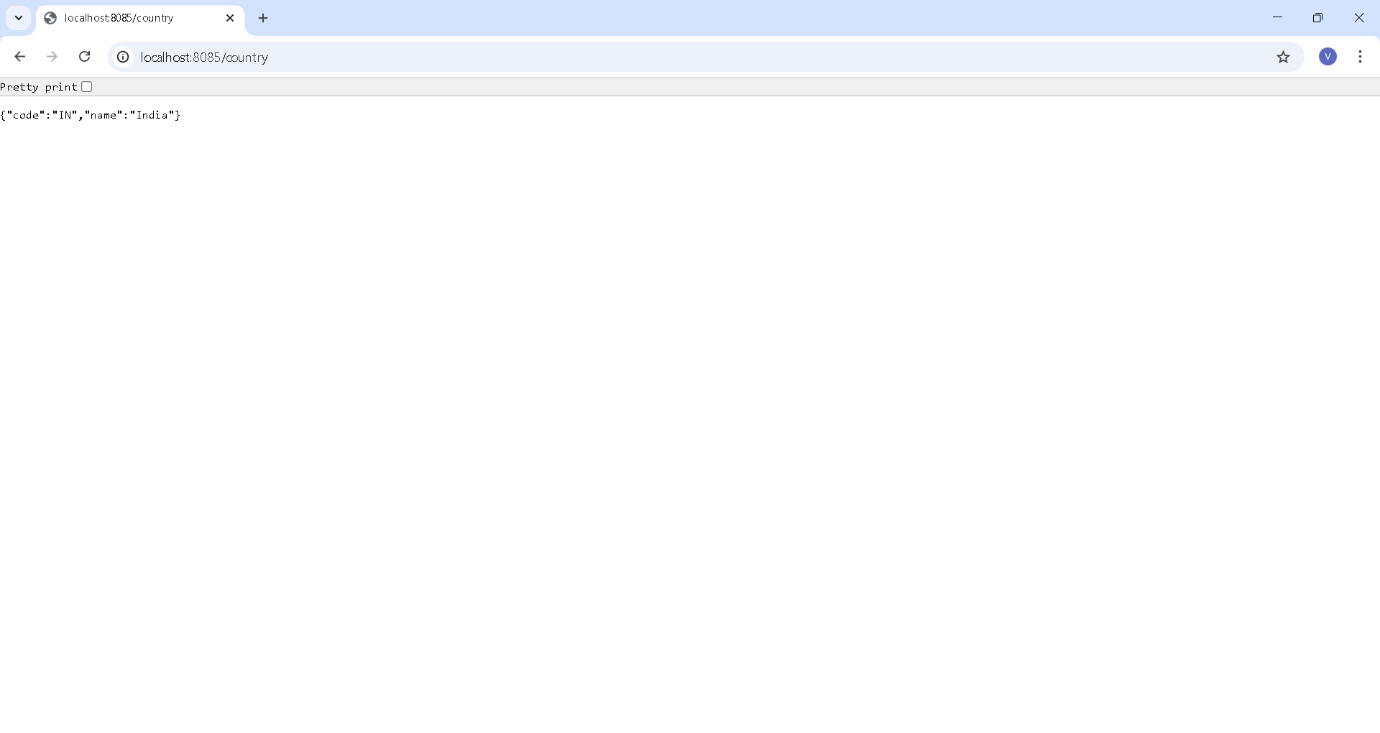 localhost:8085/country
localhost:8085/country
V
Pretty print
{"code":"IN","name":"India"}